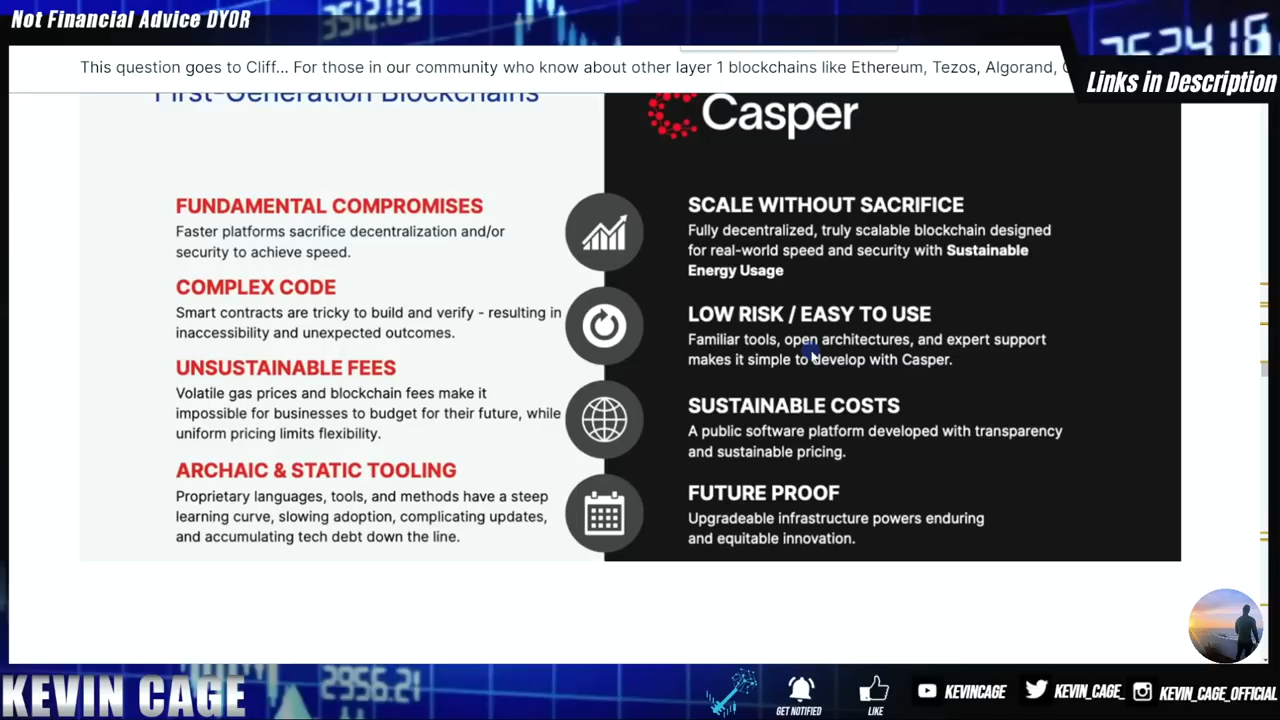 Not Financial Advice DYOR
3512.03
3524.16
This question goes to Cliff... For those in our community who know about other layer 1 blockchains like Ethereum, Tezos, Algorand,
Links in Description
First-Generation Blockchains
Casper
FUNDAMENTAL COMPROMISES
Faster platforms sacrifice decentralization and/or
security to achieve speed.
COMPLEX CODE
Smart contracts are tricky to build and verify - resulting in
inaccessibility and unexpected outcomes.
UNSUSTAINABLE FEES
Volatile gas prices and blockchain fees make it
impossible for businesses to budget for their future, while
uniform pricing limits flexibility.
ARCHAIC & STATIC TOOLING
Proprietary languages, tools, and methods have a steep
learning curve, slowing adoption, complicating updates,
and accumulating tech debt down the line.
SCALE WITHOUT SACRIFICE
Fully decentralized, truly scalable blockchain designed
for real-world speed and security with Sustainable
Energy Usage
LOW RISK / EASY TO USE
Familiar tools, open architectures, and expert support
makes it simple to develop with Casper.
SUSTAINABLE COSTS
A public software platform developed with transparency
and sustainable pricing.
FUTURE PROOF
Upgradeable infrastructure powers enduring
and equitable innovation.
KEVIN CAGE
2956.21
GET NOTIFIED
LIKE
KEVINCAGE
KEVIN_CAGE_
KEVIN_CAGE_OFFICIAL